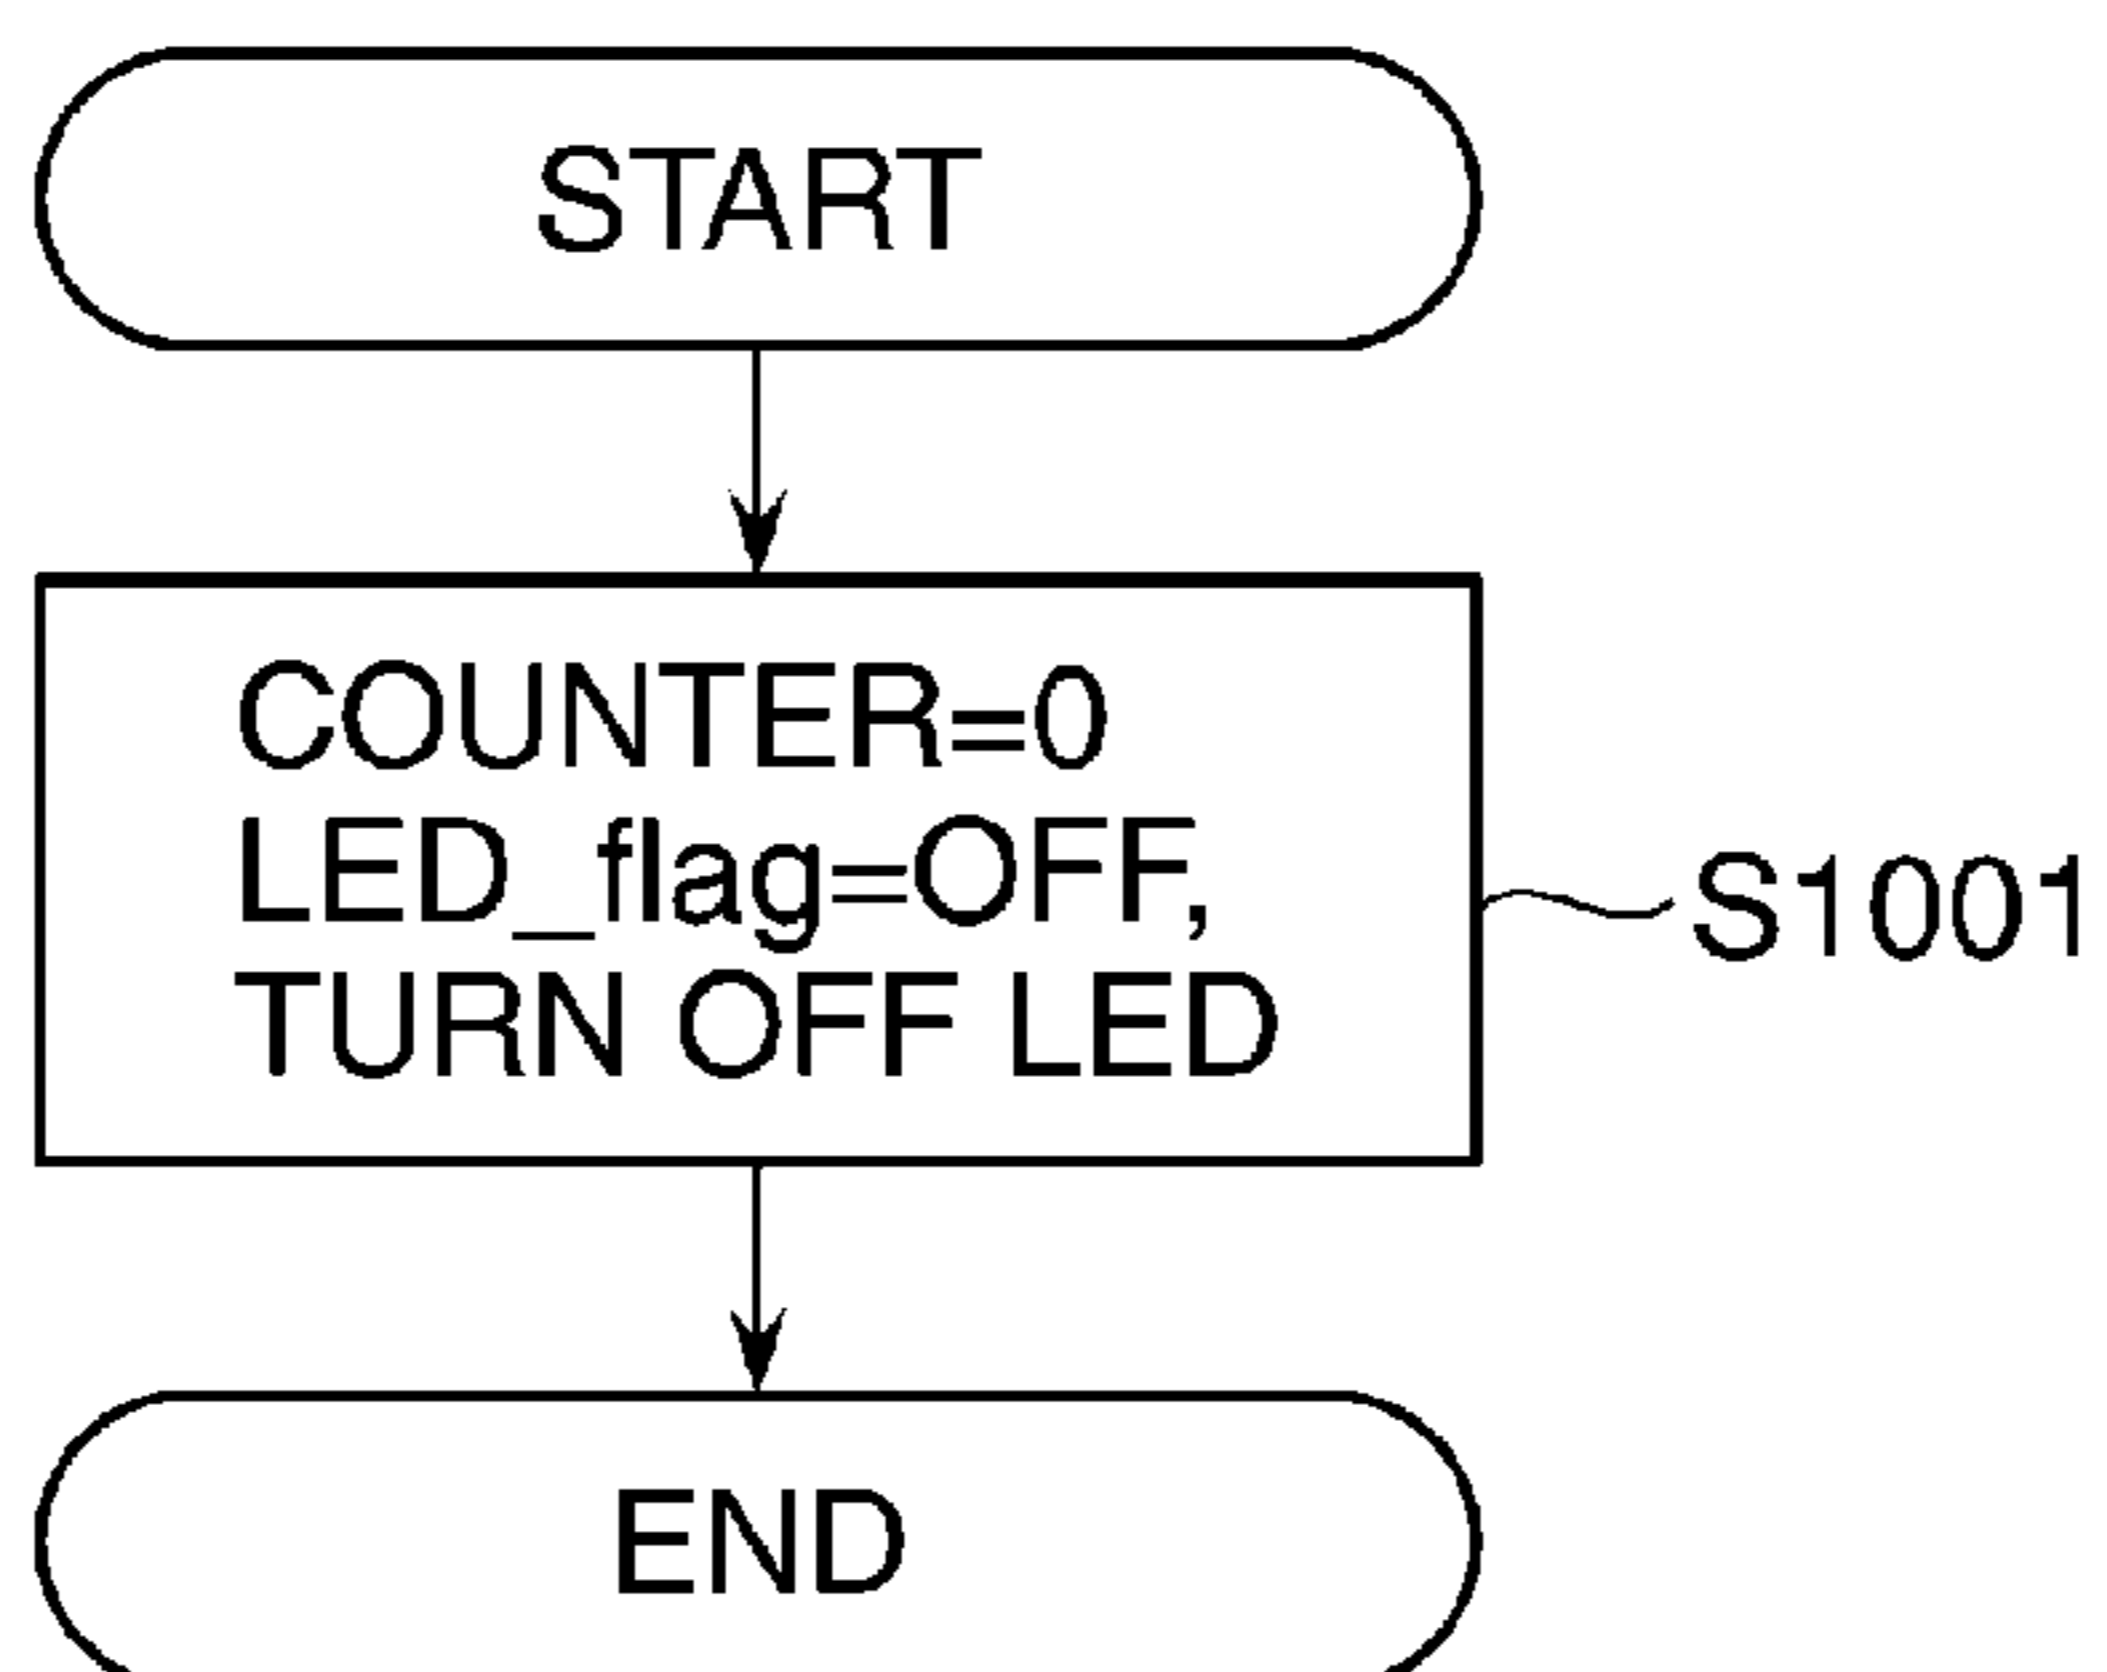 START
COUNTER=0
LED_flag=OFF,
TURN OFF LED
S1001
END